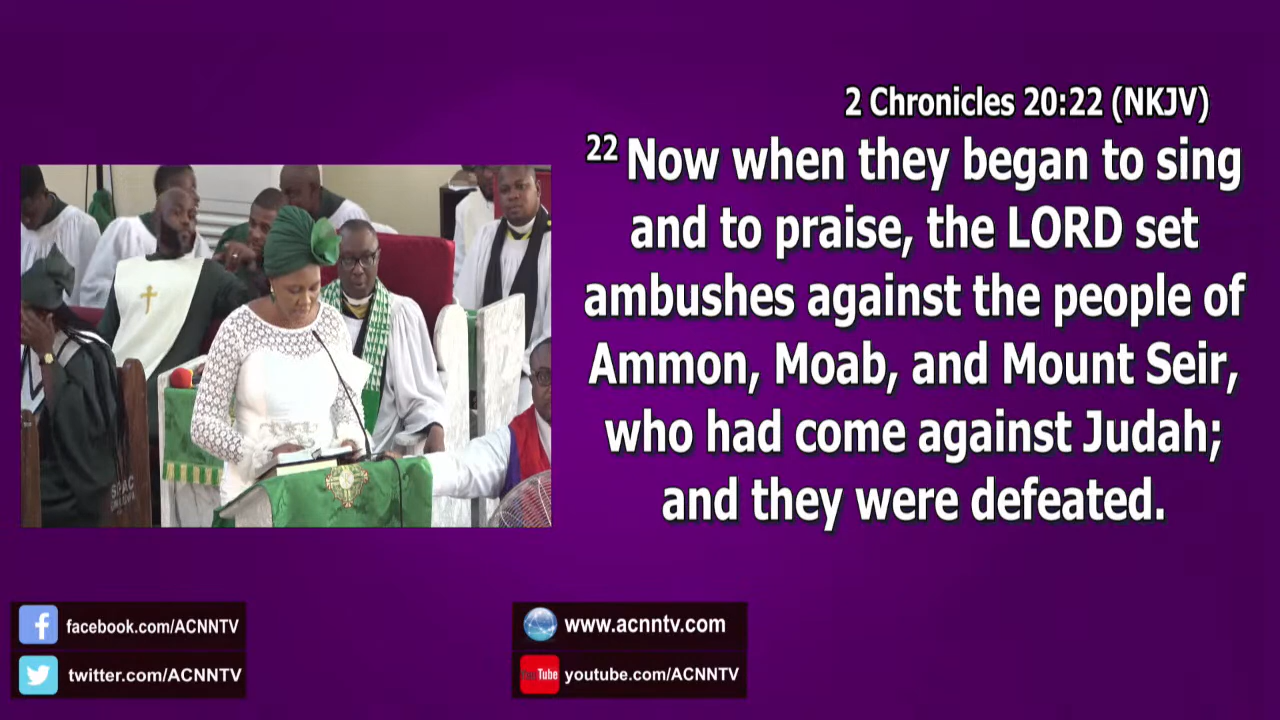 2 Chronicles 20:22 (NKJV)
22 Now when they began to sing
and to praise, the LORD set
ambushes against the people of
Ammon, Moab, and Mount Seir,
who had come against Judah;
and they were defeated.
facebook.com/ACNNTV
twitter.com/ACNNTV
www.acnntv.com
YouTube
youtube.com/ACNNTV